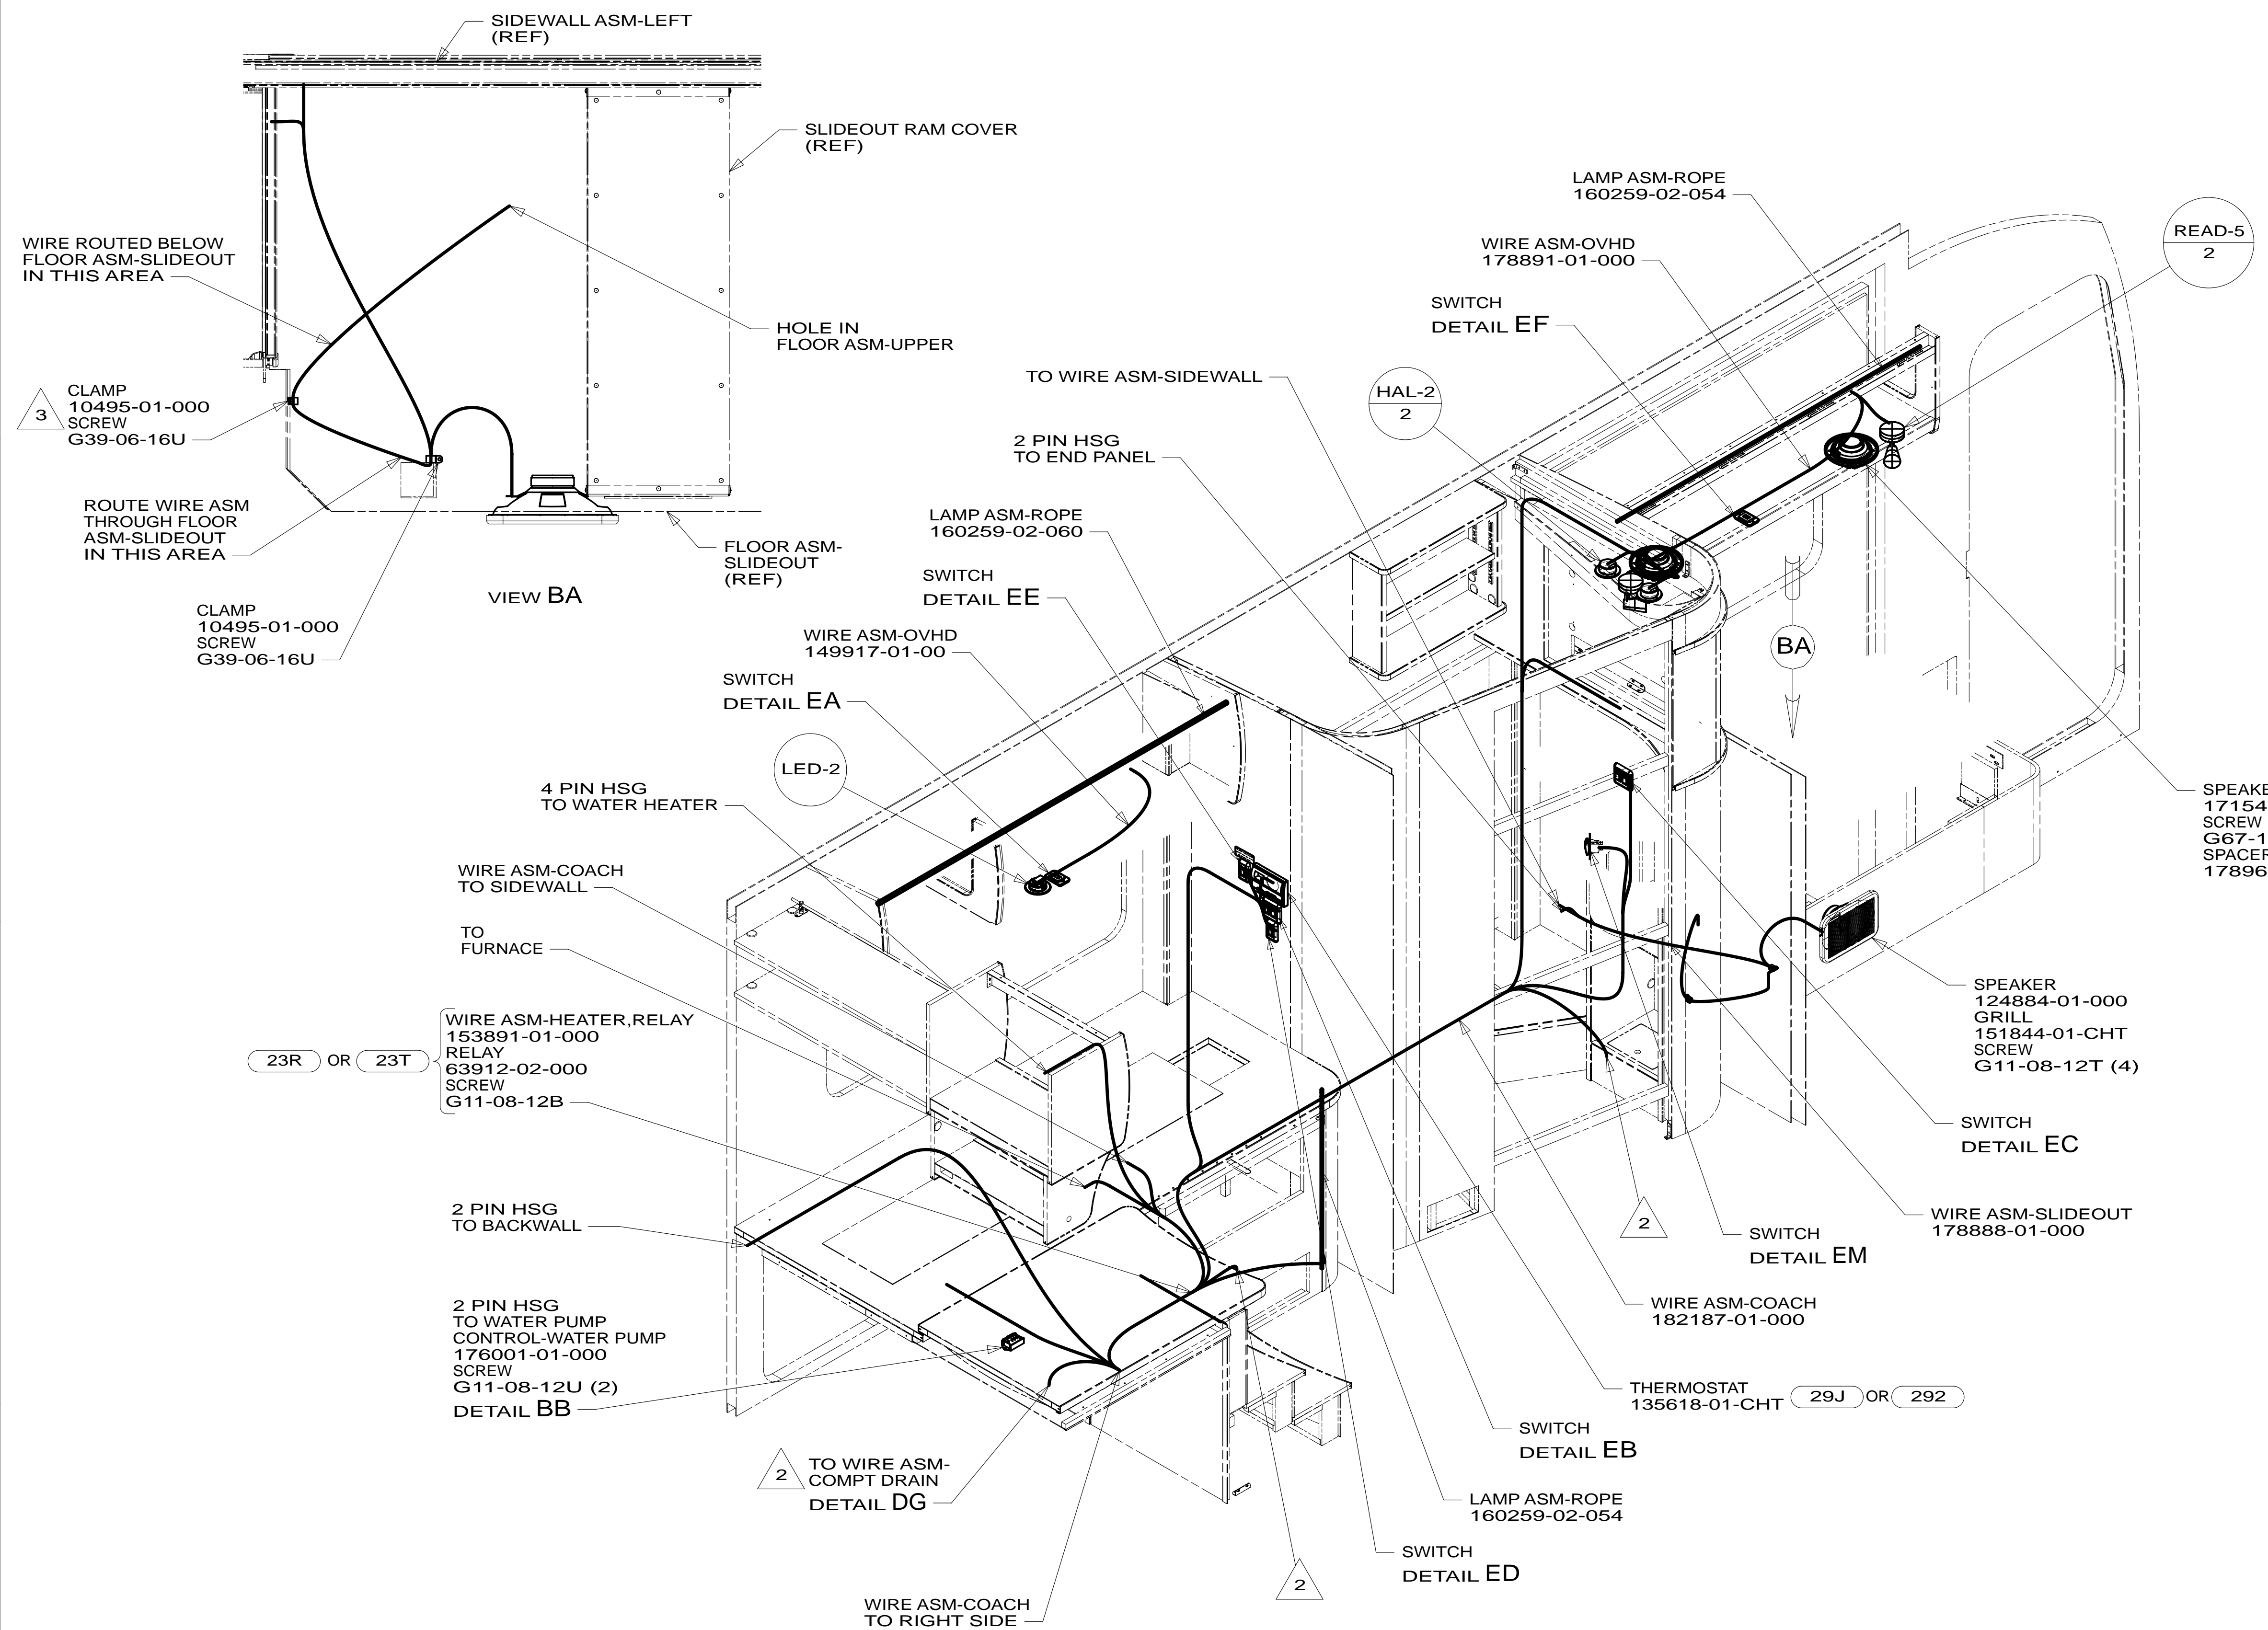 SIDEWALL ASM-LEFT
(REF)
SLIDEOUT RAM COVER
(REF)
WIRE ROUTED BELOW
FLOOR ASM-SLIDEOUT
IN THIS AREA
HOLE IN
FLOOR ASM-UPPER
3
CLAMP
10495-01-000
SCREW
G39-06-16U
ROUTE WIRE ASM
THROUGH FLOOR
ASM-SLIDEOUT
IN THIS AREA
FLOOR ASM-
SLIDEOUT
(REF)
VIEW BA
CLAMP
10495-01-000
SCREW
G39-06-16U
LAMP ASM-ROPE
160259-02-054
READ-5
2
WIRE ASM-OVHD
178891-01-000
SWITCH
DETAIL EF
TO WIRE ASM-SIDEWALL
HAL-2
2
2 PIN HSG
TO END PANEL
LAMP ASM-ROPE
160259-02-060
SWITCH
DETAIL EE
WIRE ASM-OVHD
149917-01-00
SWITCH
DETAIL EA
BA
LED-2
4 PIN HSG
TO WATER HEATER
SPEAKE
17154
SCREW
G67-1
SPACER
17896
WIRE ASM-COACH
TO SIDEWALL
TO
FURNACE
23R OR 23T
WIRE ASM-HEATER,RELAY
153891-01-000
RELAY
63912-02-000
SCREW
G11-08-12B
SPEAKER
124884-01-000
GRILL
151844-01-CHT
SCREW
G11-08-12T (4)
SWITCH
DETAIL EC
2 PIN HSG
TO BACKWALL
2
WIRE ASM-SLIDEOUT
178888-01-000
SWITCH
DETAIL EM
2 PIN HSG
TO WATER PUMP
CONTROL-WATER PUMP
176001-01-000
SCREW
G11-08-12U (2)
DETAIL BB
WIRE ASM-COACH
182187-01-000
THERMOSTAT
135618-01-CHT 29J OR 292
SWITCH
DETAIL EB
2
TO WIRE ASM-
COMPT DRAIN
DETAIL DG
LAMP ASM-ROPE
160259-02-054
SWITCH
DETAIL ED
2
WIRE ASM-COACH
TO RIGHT SIDE